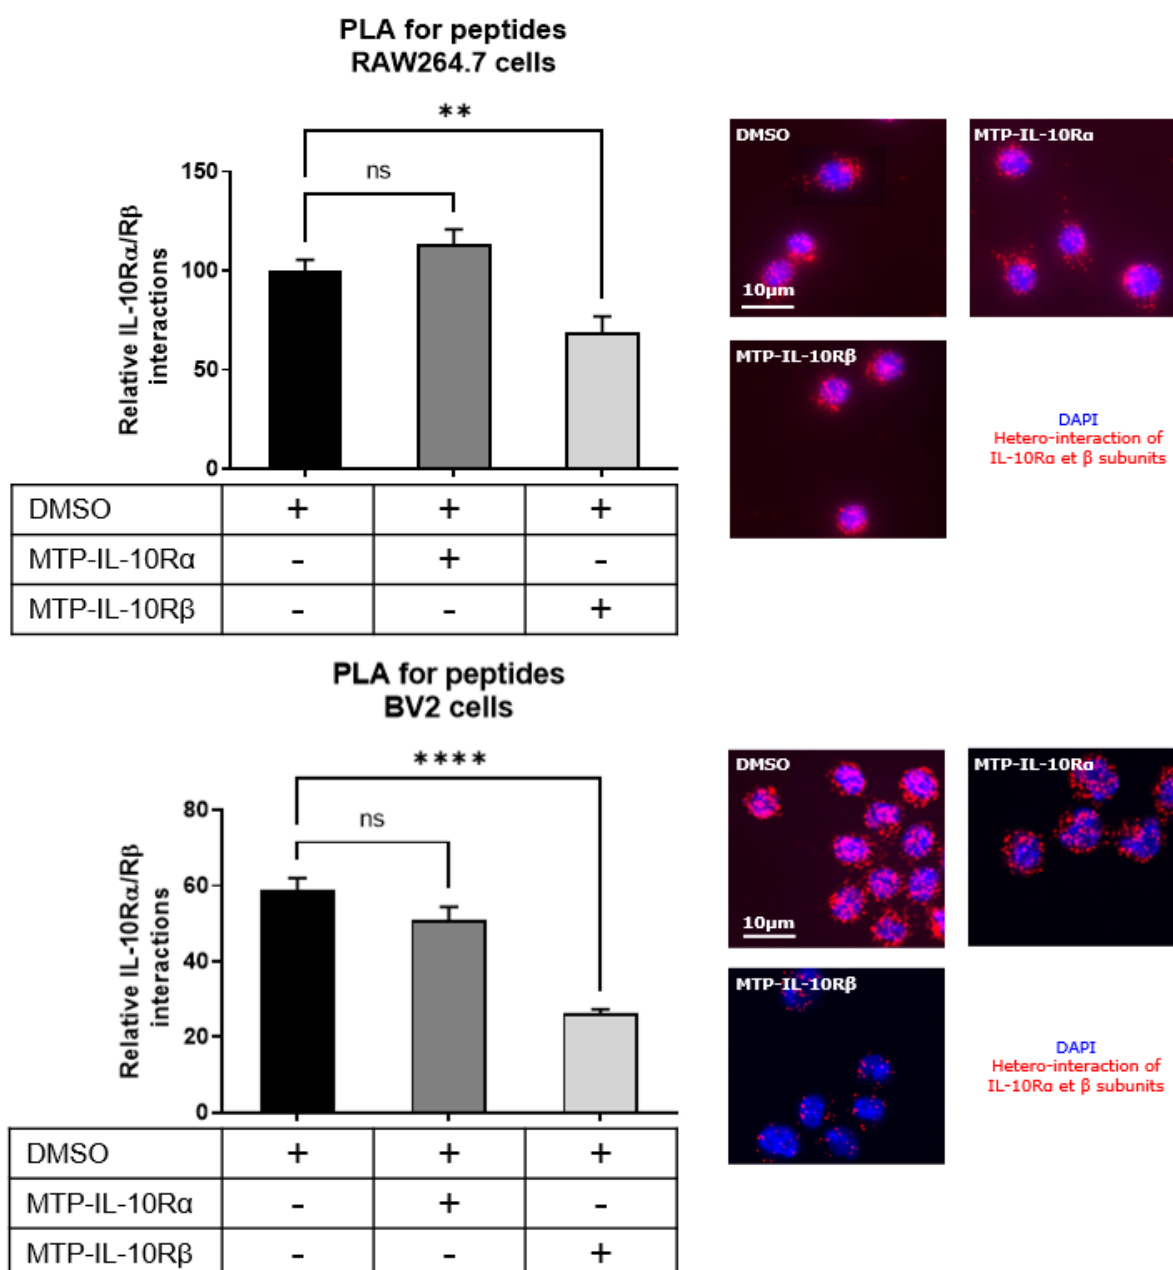 PLA for peptides
RAW264.7 cells
**
ns
150
100
50
0
Relative IL-10Rα/Rβ
interactions
DMSO + + +
MTP-IL-10Rα - + -
MTP-IL-10Rβ - - +
DMSO
10µm
MTP-IL-10Rα
MTP-IL-10Rβ
DAPI
Hetero-interaction of
IL-10Rα et β subunits
PLA for peptides
BV2 cells
****
ns
80
60
40
20
0
Relative IL-10Rα/Rβ
interactions
DMSO + + +
MTP-IL-10Rα - + -
MTP-IL-10Rβ - - +
DMSO
10µm
MTP-IL-10Rα
MTP-IL-10Rβ
DAPI
Hetero-interaction of
IL-10Rα et β subunits